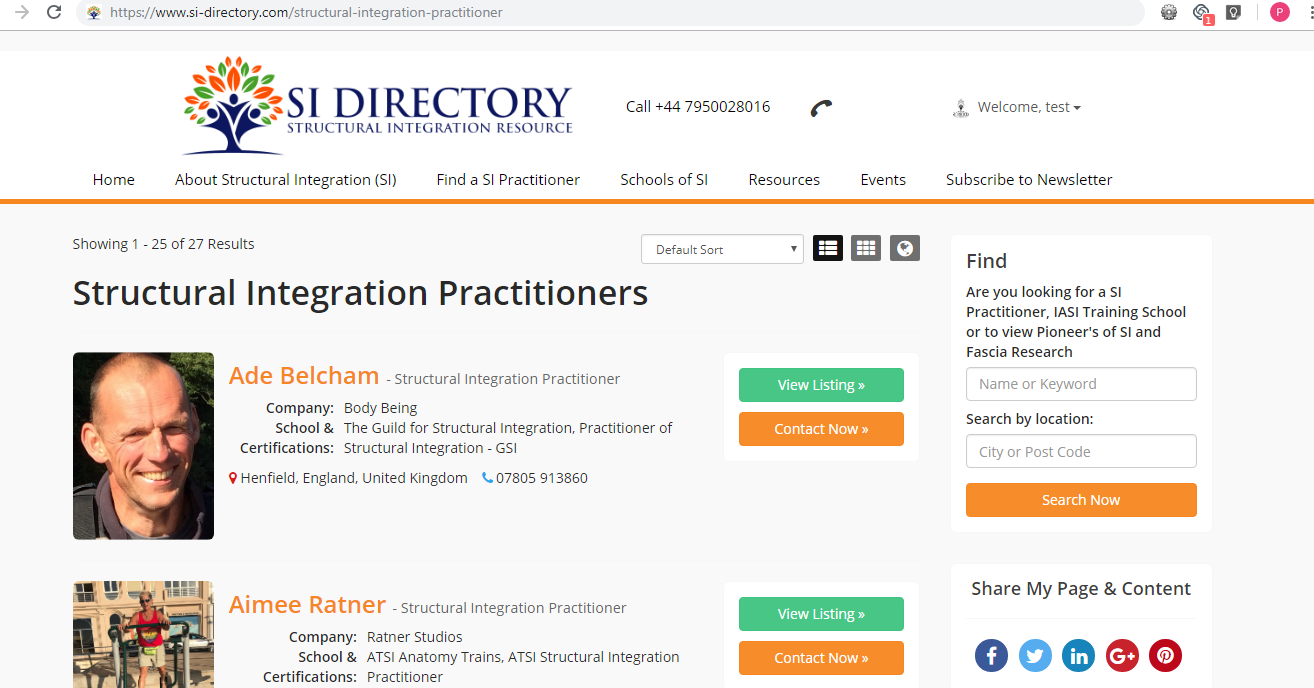 https://www.si-directory.com/structural-integration-practitioner
1
P
SI DIRECTORY
STRUCTURAL INTEGRATION RESOURCE
Call +44 7950028016
Welcome, test
Home
About Structural Integration (SI)
Find a SI Practitioner
Schools of SI
Resources
Events
Subscribe to Newsletter
Showing 1 - 25 of 27 Results
Default Sort
Structural Integration Practitioners
Ade Belcham - Structural Integration Practitioner
Company: Body Being
School & The Guild for Structural Integration, Practitioner of
Certifications: Structural Integration - GSI
Henfield, England, United Kingdom 07805 913860
View Listing »
Contact Now »
Aimee Ratner - Structural Integration Practitioner
Company: Ratner Studios
School & ATSI Anatomy Trains, ATSI Structural Integration
Certifications: Practitioner
View Listing »
Contact Now »
Find
Are you looking for a SI
Practitioner, IASI Training School
or to view Pioneer's of SI and
Fascia Research
Name or Keyword
Search by location:
City or Post Code
Search Now
Share My Page & Content
f
in
G+